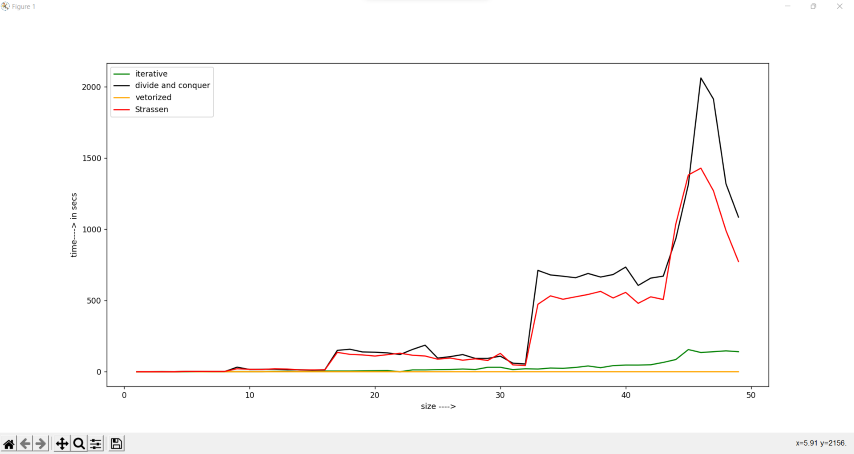 Figure 1
iterative
divide and conquer
vetorized
Strassen
2000
1500
1000
500
0
time----> in secs
0 10 20 30 40 50
size ---->
x=5.91 y=2156.